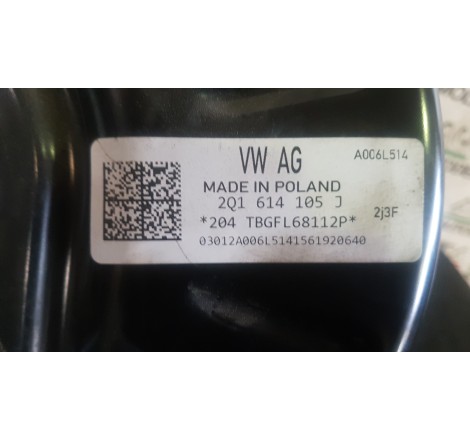 VW AG
A006L514
MADE IN POLAND
2Q1 614 105 J
*204 TBGFL68112P*
2j3F
03012A006L5141561920640